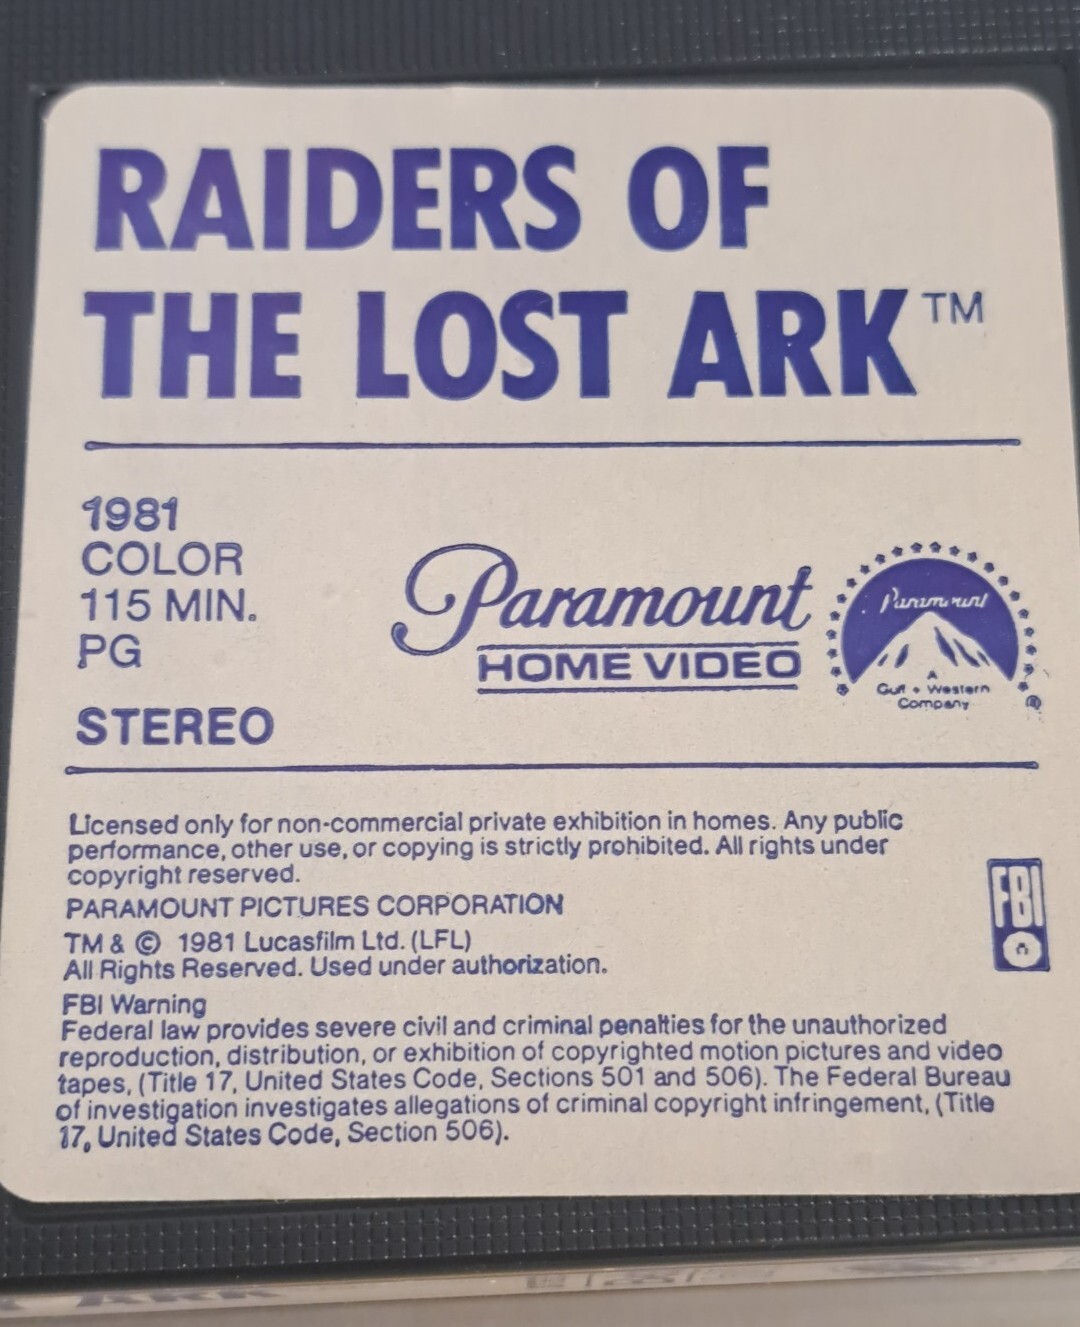 RAIDERS OF
THE LOST ARK™
1981
COLOR
115 MIN.
PG
STEREO
Paramount
HOME VIDEO
Paramount
A
Gulf + Western
Company
®
Licensed only for non-commercial private exhibition in homes. Any public
performance, other use, or copying is strictly prohibited. All rights under
copyright reserved.
PARAMOUNT PICTURES CORPORATION
TM & © 1981 Lucasfilm Ltd. (LFL)
All Rights Reserved. Used under authorization.
FBI
FBI Warning
Federal law provides severe civil and criminal penalties for the unauthorized
reproduction, distribution, or exhibition of copyrighted motion pictures and video
tapes, (Title 17, United States Code, Sections 501 and 506). The Federal Bureau
of investigation investigates allegations of criminal copyright infringement, (Title
17, United States Code, Section 506).
ARK